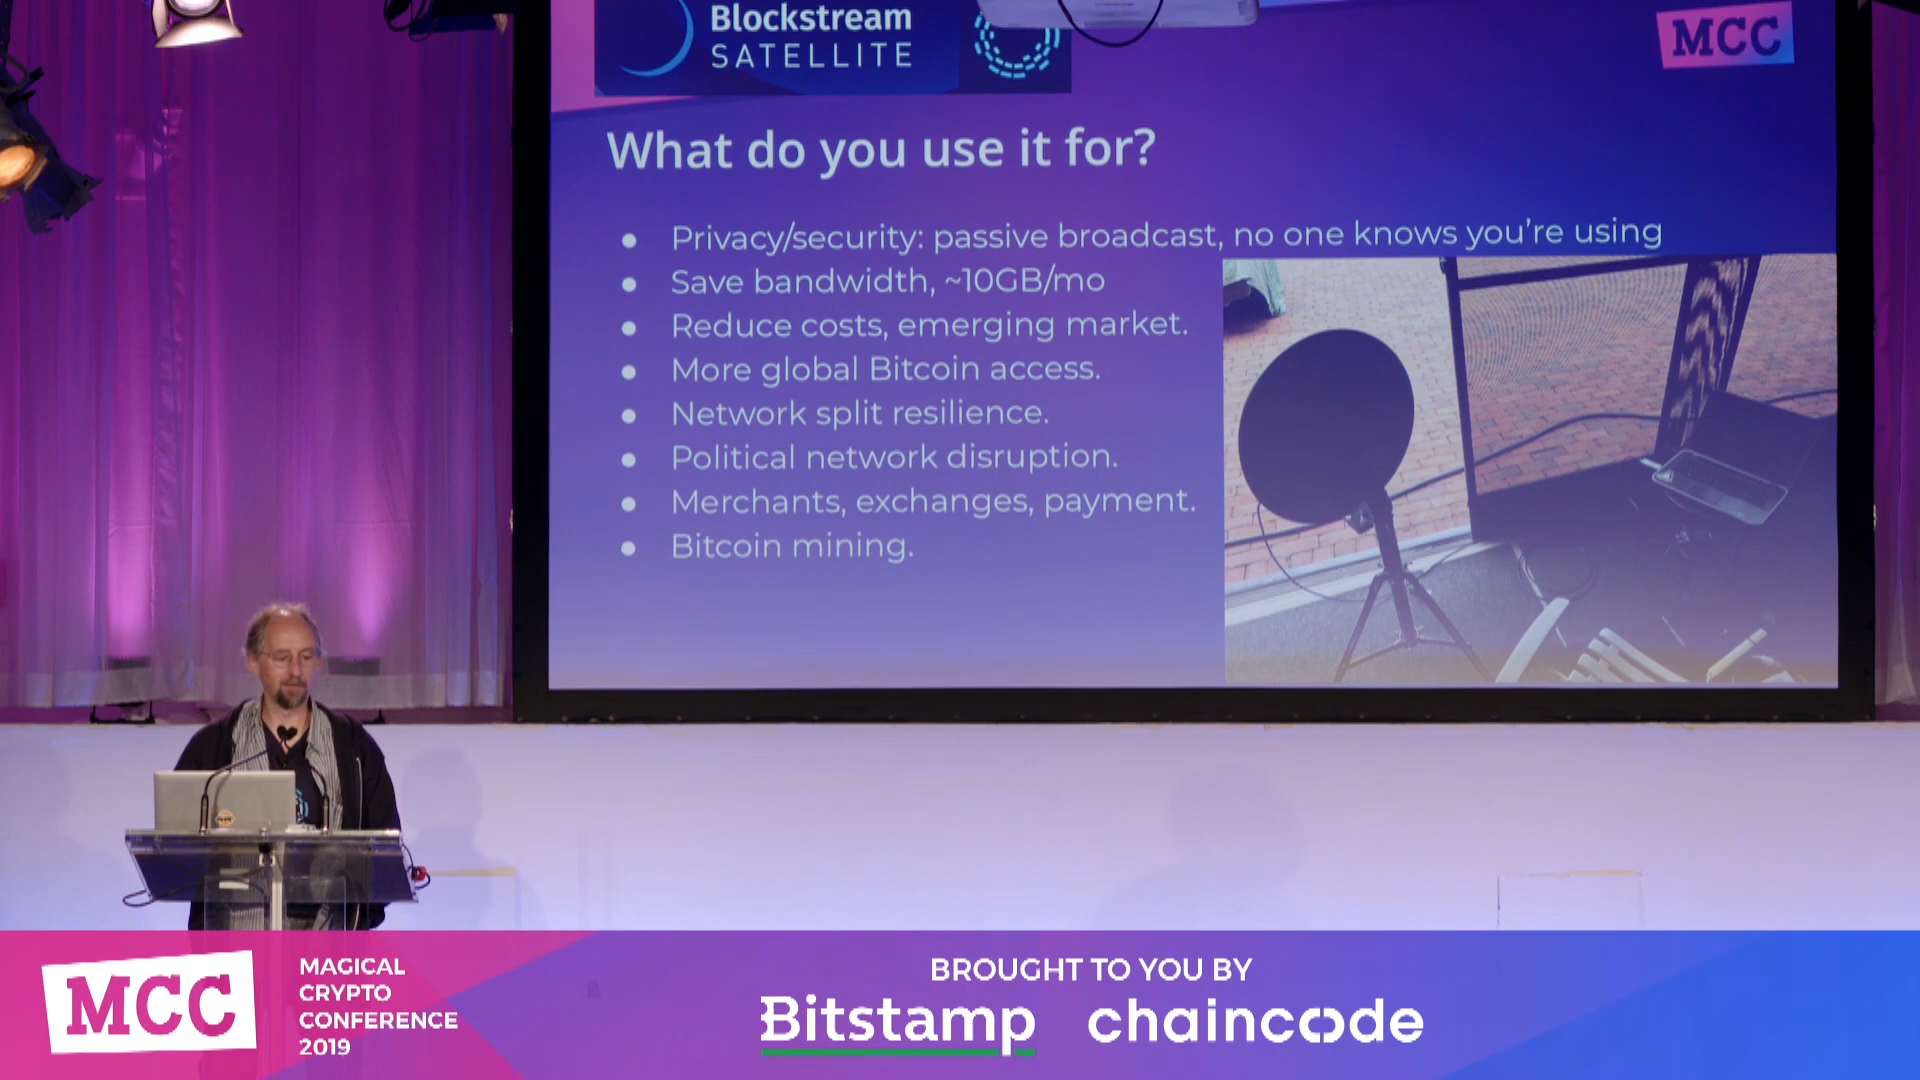 Blockstream
SATELLITE
MCC
What do you use it for?
● Privacy/security: passive broadcast, no one knows you're using
● Save bandwidth, ~10GB/mo
● Reduce costs, emerging market.
● More global Bitcoin access.
● Network split resilience.
● Political network disruption.
● Merchants, exchanges, payment.
● Bitcoin mining.
MCC
MAGICAL
CRYPTO
CONFERENCE
2019
BROUGHT TO YOU BY
Bitstamp chaincode